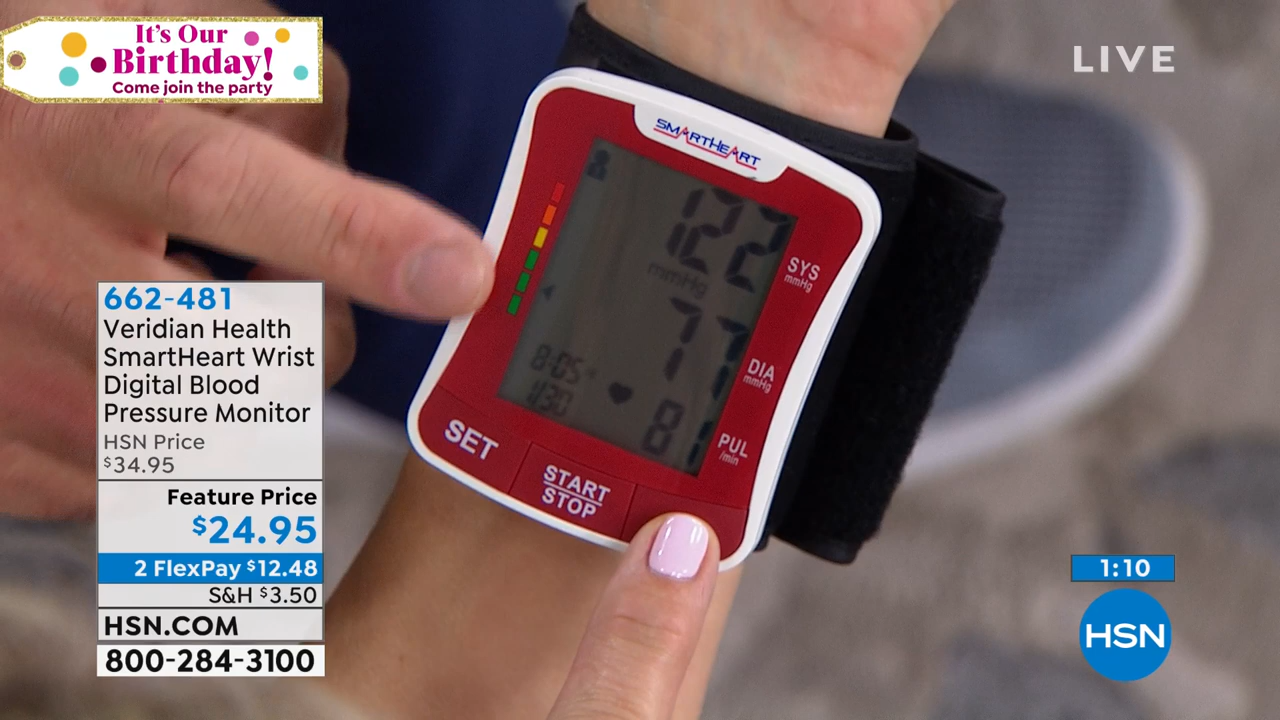 It's Our
Birthday!
Come join the party
LIVE
SMARTHEART
122
mmHg
SYS
mmHg
77
DIA
mmHg
8:05
1/30
81
PUL
/min
SET
START
STOP
662-481
Veridian Health
SmartHeart Wrist
Digital Blood
Pressure Monitor
HSN Price
$34.95
Feature Price
$24.95
2 FlexPay $12.48
S&H $3.50
HSN.COM
800-284-3100
1:10
HSN